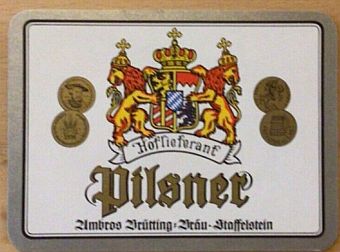 Hoflieferant
Pilsner
Ambros Brütting-Bräu-Staffelstein